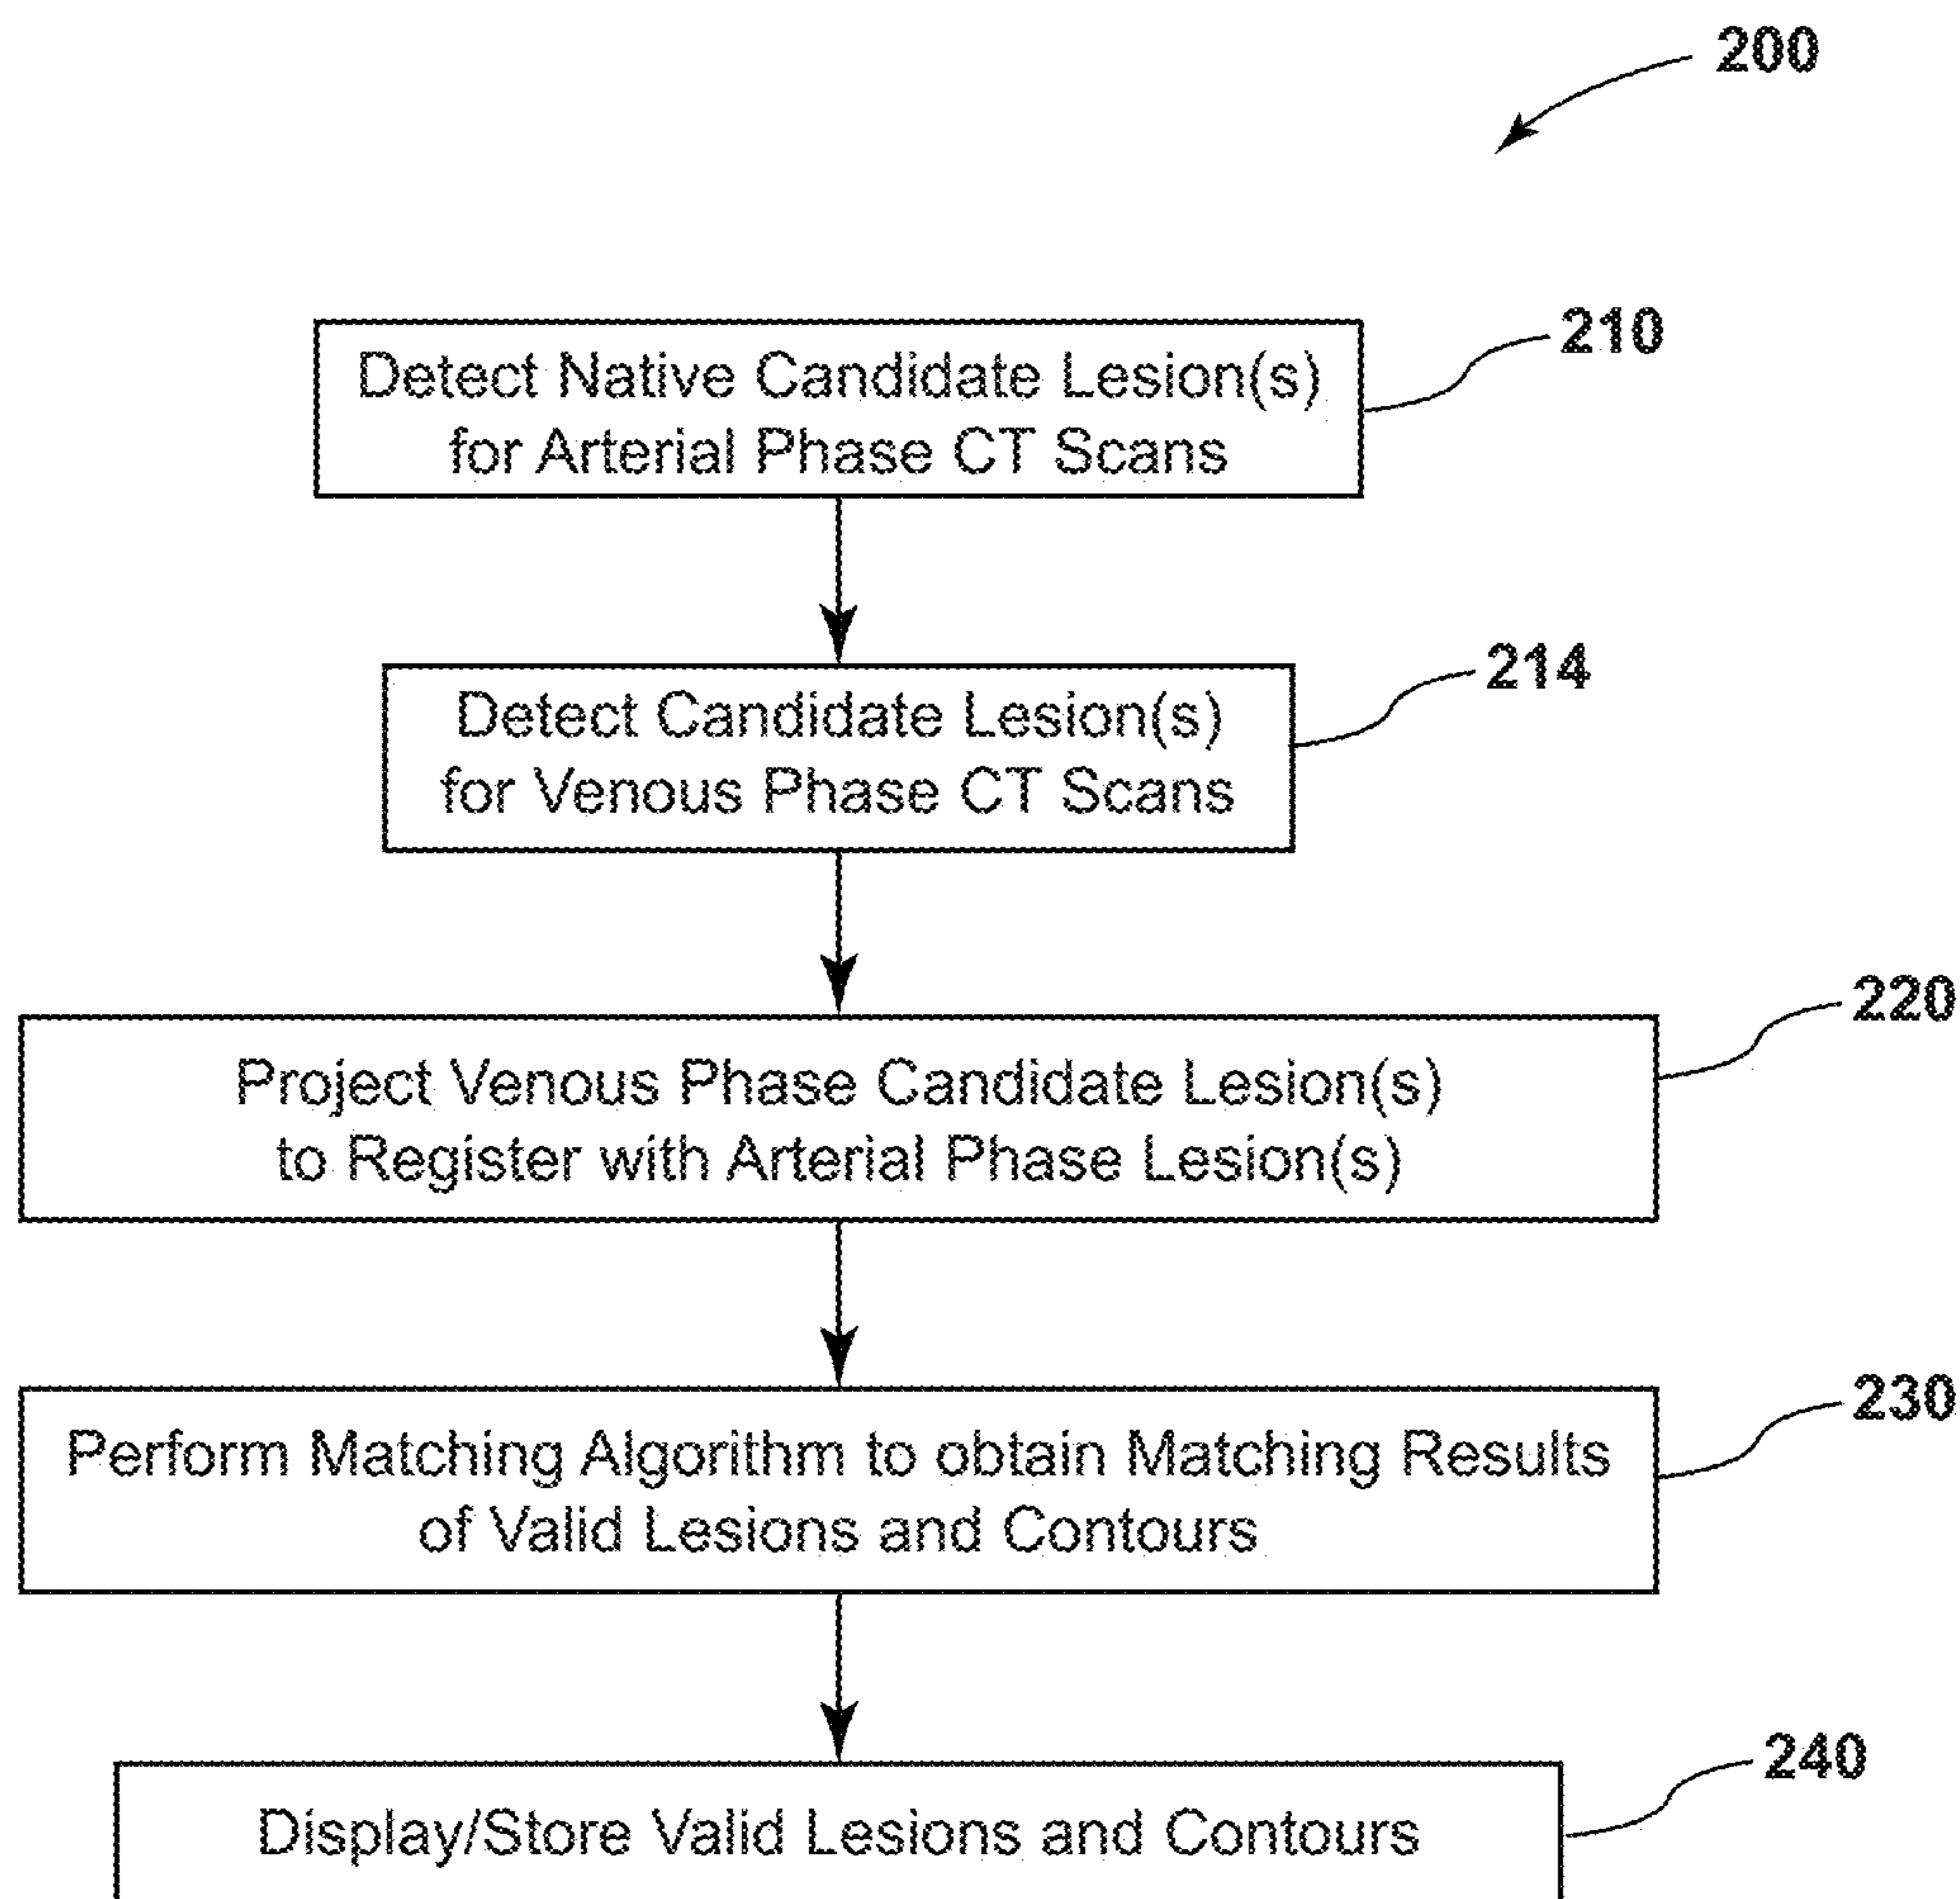 200
210
Detect Native Candidate Lesion(s)
for Arterial Phase CT Scans
214
Detect Candidate Lesion(s)
for Venous Phase CT Scans
220
Project Venous Phase Candidate Lesion(s)
to Register with Arterial Phase Lesion(s)
230
Perform Matching Algorithm to obtain Matching Results
of Valid Lesions and Contours
240
Display/Store Valid Lesions and Contours